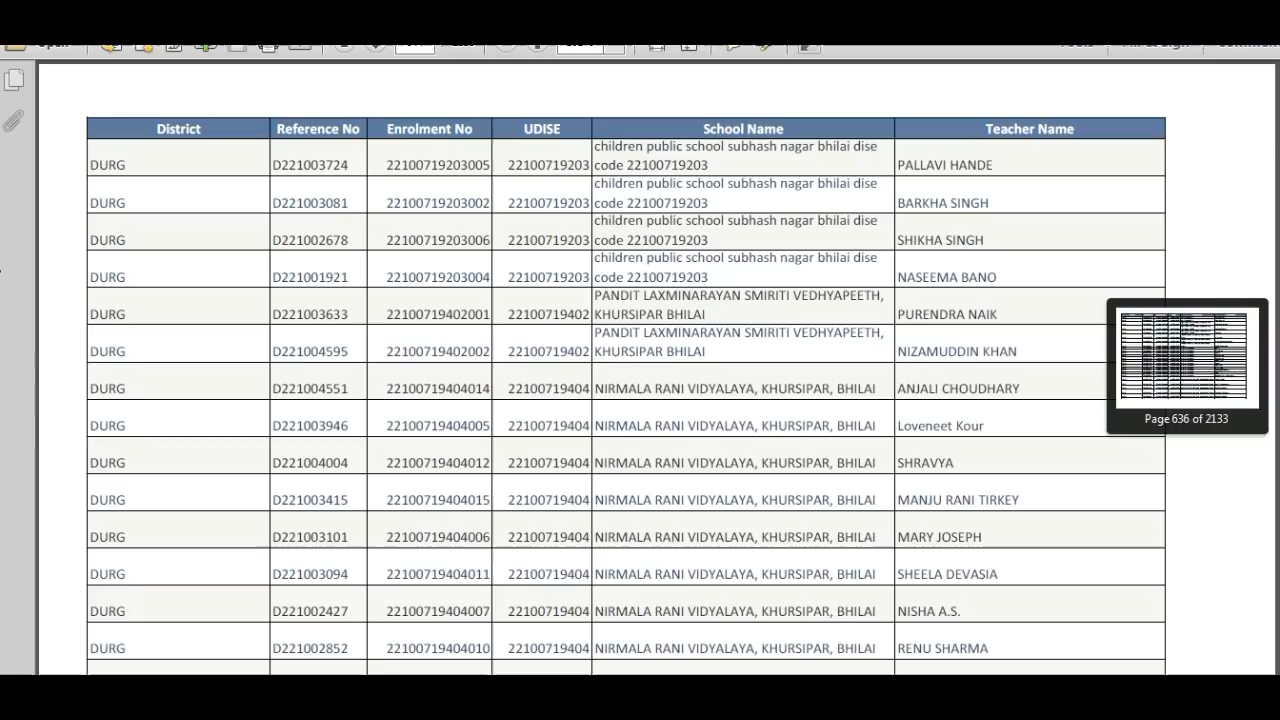 District Reference No Enrolment No UDISE School Name Teacher Name
DURG D221003724 22100719203005 22100719203 children public school subhash nagar bhilai dise code 22100719203 PALLAVI HANDE
DURG D221003081 22100719203002 22100719203 children public school subhash nagar bhilai dise code 22100719203 BARKHA SINGH
DURG D221002678 22100719203006 22100719203 children public school subhash nagar bhilai dise code 22100719203 SHIKHA SINGH
DURG D221001921 22100719203004 22100719203 children public school subhash nagar bhilai dise code 22100719203 NASEEMA BANO
DURG D221003633 22100719402001 22100719402 PANDIT LAXMINARAYAN SMIRITI VEDHYAPEETH, KHURSIPAR BHILAI PURENDRA NAIK
DURG D221004595 22100719402002 22100719402 PANDIT LAXMINARAYAN SMIRITI VEDHYAPEETH, KHURSIPAR BHILAI NIZAMUDDIN KHAN
DURG D221004551 22100719404014 22100719404 NIRMALA RANI VIDYALAYA, KHURSIPAR, BHILAI ANJALI CHOUDHARY
DURG D221003946 22100719404005 22100719404 NIRMALA RANI VIDYALAYA, KHURSIPAR, BHILAI Loveneet Kour
DURG D221004004 22100719404012 22100719404 NIRMALA RANI VIDYALAYA, KHURSIPAR, BHILAI SHRAVYA
DURG D221003415 22100719404015 22100719404 NIRMALA RANI VIDYALAYA, KHURSIPAR, BHILAI MANJU RANI TIRKEY
DURG D221003101 22100719404006 22100719404 NIRMALA RANI VIDYALAYA, KHURSIPAR, BHILAI MARY JOSEPH
DURG D221003094 22100719404011 22100719404 NIRMALA RANI VIDYALAYA, KHURSIPAR, BHILAI SHEELA DEVASIA
DURG D221002427 22100719404007 22100719404 NIRMALA RANI VIDYALAYA, KHURSIPAR, BHILAI NISHA A.S.
DURG D221002852 22100719404010 22100719404 NIRMALA RANI VIDYALAYA, KHURSIPAR, BHILAI RENU SHARMA
Page 636 of 2133